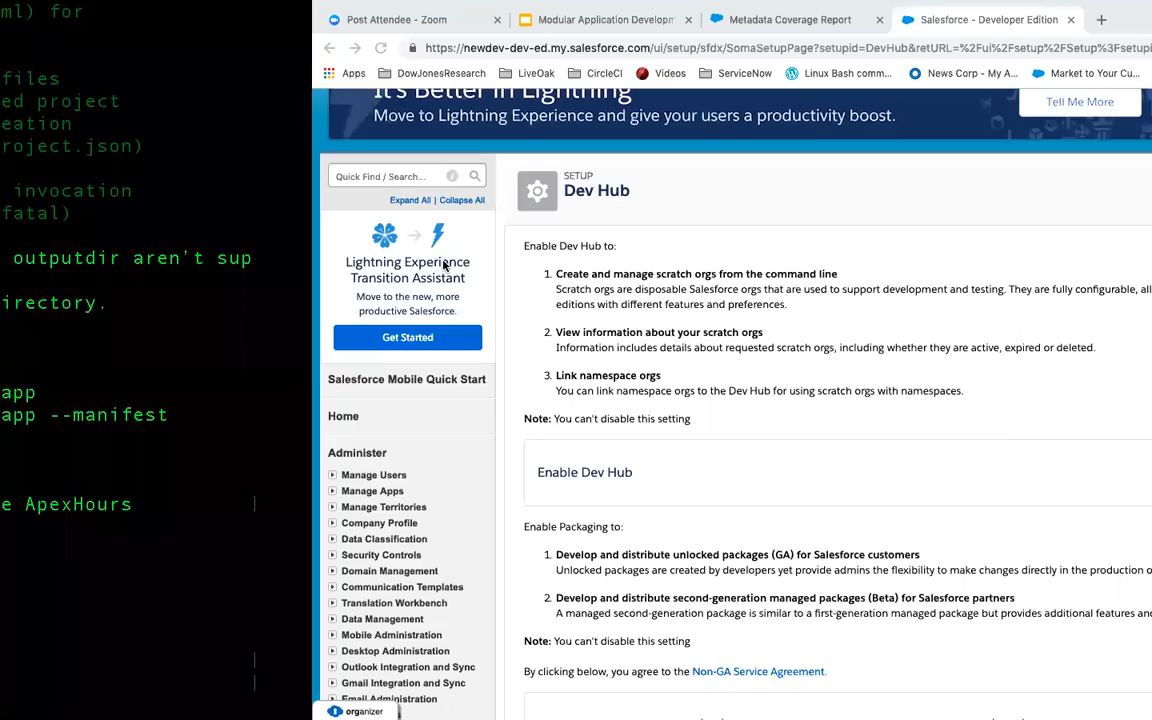 ml) for
files
ed project
eation
roject.json)
invocation
fatal)
outputdir aren't sup
irectory.
app
app --manifest
e ApexHours
Post Attendee - Zoom
Modular Application Developm
Metadata Coverage Report
Salesforce - Developer Edition
https://newdev-dev-ed.my.salesforce.com/ui/setup/sfdx/SomaSetupPage?setupid=DevHub&retURL=%2Fui%2Fsetup%2FSetup%3Fsetupi
Apps
DowJonesResearch
LiveOak
CircleCI
Videos
ServiceNow
Linux Bash comm...
News Corp - My A...
Market to Your Cu...
It's Better in Lightning
Move to Lightning Experience and give your users a productivity boost.
Tell Me More
Quick Find / Search...
Expand All | Collapse All
Lightning Experience
Transition Assistant
Move to the new, more
productive Salesforce.
Get Started
Salesforce Mobile Quick Start
Home
Administer
Manage Users
Manage Apps
Manage Territories
Company Profile
Data Classification
Security Controls
Domain Management
Communication Templates
Translation Workbench
Data Management
Mobile Administration
Desktop Administration
Outlook Integration and Sync
Gmail Integration and Sync
Email Administration
organizer
SETUP
Dev Hub
Enable Dev Hub to:
1. Create and manage scratch orgs from the command line
Scratch orgs are disposable Salesforce orgs that are used to support development and testing. They are fully configurable, all
editions with different features and preferences.
2. View information about your scratch orgs
Information includes details about requested scratch orgs, including whether they are active, expired or deleted.
3. Link namespace orgs
You can link namespace orgs to the Dev Hub for using scratch orgs with namespaces.
Note: You can't disable this setting
Enable Dev Hub
Enable Packaging to:
1. Develop and distribute unlocked packages (GA) for Salesforce customers
Unlocked packages are created by developers yet provide admins the flexibility to make changes directly in the production o
2. Develop and distribute second-generation managed packages (Beta) for Salesforce partners
A managed second-generation package is similar to a first-generation managed package but provides additional features and
Note: You can't disable this setting
By clicking below, you agree to the Non-GA Service Agreement.